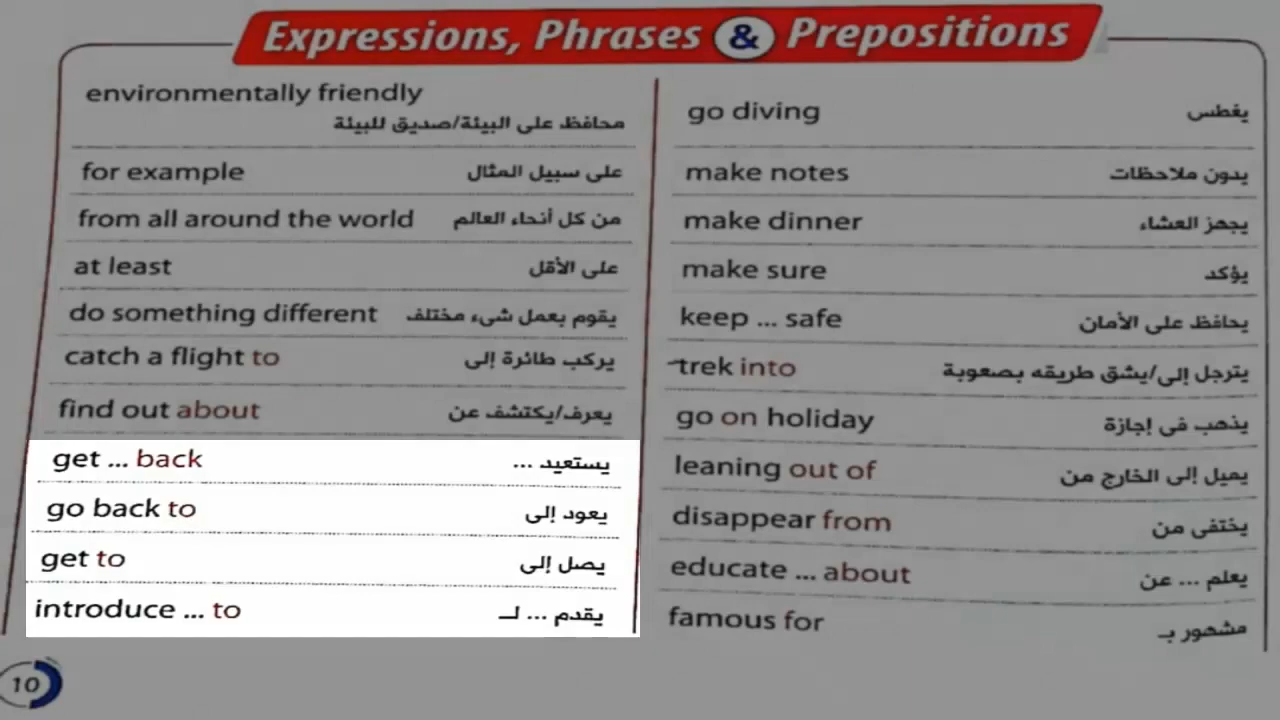 Expressions, Phrases & Prepositions
environmentally friendly
محافظ على البيئة/صديق للبيئة
for example على سبيل المثال
from all around the world من كل أنحاء العالم
at least على الأقل
do something different يقوم بعمل شىء مختلف
catch a flight to يركب طائرة إلى
find out about يعرف/يكتشف عن
get ... back يستعيد ...
go back to يعود إلى
get to يصل إلى
introduce ... to يقدم ... لـ
go diving يغطس
make notes يدون ملاحظات
make dinner يجهز العشاء
make sure يؤكد
keep ... safe يحافظ على الأمان
trek into يترجل إلى/يشق طريقه بصعوبة
go on holiday يذهب فى إجازة
leaning out of يميل إلى الخارج من
disappear from يختفى من
educate ... about يعلم ... عن
famous for مشهور بـ
10